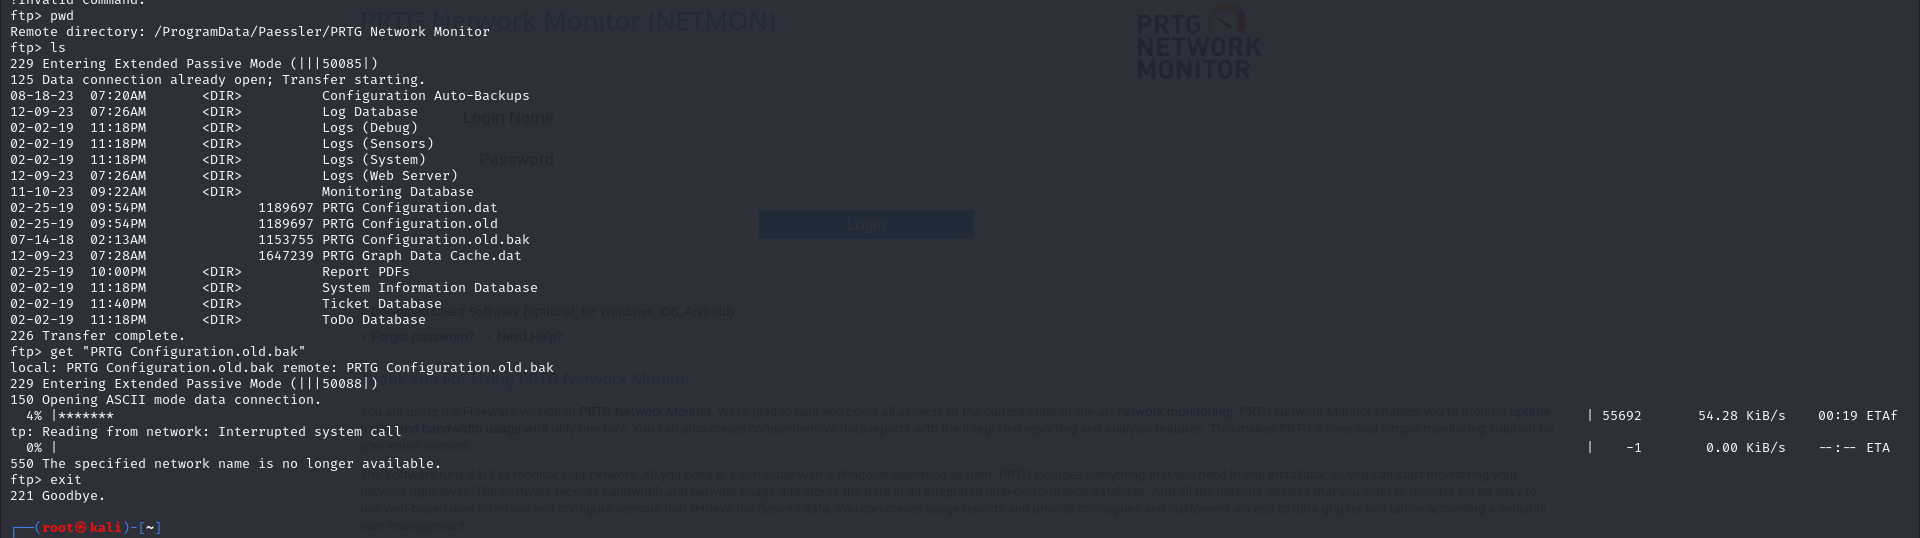 !Invalid command.
ftp> pwd
Remote directory: /ProgramData/Paessler/PRTG Network Monitor
ftp> ls
229 Entering Extended Passive Mode (|||50085|)
125 Data connection already open; Transfer starting.
08-18-23  07:20AM       <DIR>          Configuration Auto-Backups
12-09-23  07:26AM       <DIR>          Log Database
02-02-19  11:18PM       <DIR>          Logs (Debug)
02-02-19  11:18PM       <DIR>          Logs (Sensors)
02-02-19  11:18PM       <DIR>          Logs (System)
12-09-23  07:26AM       <DIR>          Logs (Web Server)
11-10-23  09:22AM       <DIR>          Monitoring Database
02-25-19  09:54PM              1189697 PRTG Configuration.dat
02-25-19  09:54PM              1189697 PRTG Configuration.old
07-14-18  02:13AM              1153755 PRTG Configuration.old.bak
12-09-23  07:28AM              1647239 PRTG Graph Data Cache.dat
02-25-19  10:00PM       <DIR>          Report PDFs
02-02-19  11:18PM       <DIR>          System Information Database
02-02-19  11:40PM       <DIR>          Ticket Database
02-02-19  11:18PM       <DIR>          ToDo Database
226 Transfer complete.
ftp> get "PRTG Configuration.old.bak"
local: PRTG Configuration.old.bak remote: PRTG Configuration.old.bak
229 Entering Extended Passive Mode (|||50088|)
150 Opening ASCII mode data connection.
  4% |*******                                                                 | 55692       54.28 KiB/s    00:19 ETAf
tp: Reading from network: Interrupted system call
  0% |                                                                        |    -1        0.00 KiB/s    --:-- ETA
550 The specified network name is no longer available.
ftp> exit
221 Goodbye.
┌──(root㉿kali)-[~]
PRTG Network Monitor (NETMON)
PRTG
NETWORK
MONITOR
Login Name
Password
Login
Download Client Software (optional, for Windows, iOS, Android)
› Forgot password? › Need Help?
Thank You For Using PRTG Network Monitor
You are using the Freeware version of PRTG Network Monitor. We're glad to help you cover all aspects of the current state-of-the-art network monitoring! PRTG Network Monitor enables you to monitor uptime,
and bandwidth usage with only one tool. You can also create comprehensive data reports with the integrated reporting and analysis features. This makes PRTG a clear and simple monitoring solution for
your entire network.
The software runs 24/7 to monitor your network. All you need is a computer with a Windows operating system. PRTG includes everything that you need in one installator, so you can start monitoring your
network right away. The Software records bandwidth and network usage and stores the data in an integrated high-performance database. Add all the network devices that you want to monitor via an easy-to-
use web-based user interface and configure sensors that retrieve the desired data. You can create usage reports and provide colleagues and customers access to data graphs and tables according a sensible
user management.